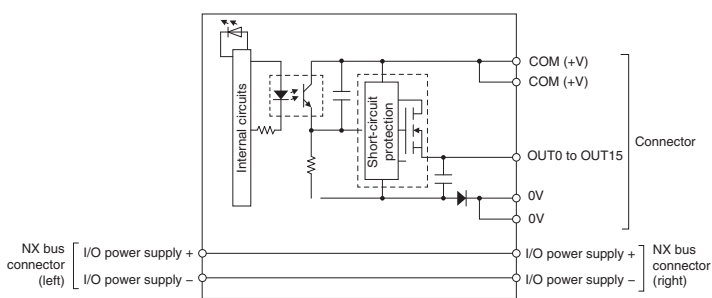 Internal circuits
Short-circuit
protection
COM (+V)
COM (+V)
OUT0 to OUT15
0V
0V
Connector
NX bus
connector
(left)
I/O power supply +
I/O power supply –
I/O power supply +
I/O power supply –
NX bus
connector
(right)